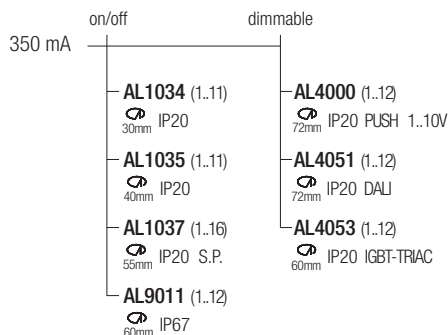 on/off
dimmable
350 mA
AL1034 (1..11)
30mm IP20
AL1035 (1..11)
40mm IP20
AL1037 (1..16)
55mm IP20 S.P.
AL9011 (1..12)
60mm IP67
AL4000 (1..12)
72mm IP20 PUSH 1..10V
AL4051 (1..12)
72mm IP20 DALI
AL4053 (1..12)
60mm IP20 IGBT-TRIAC